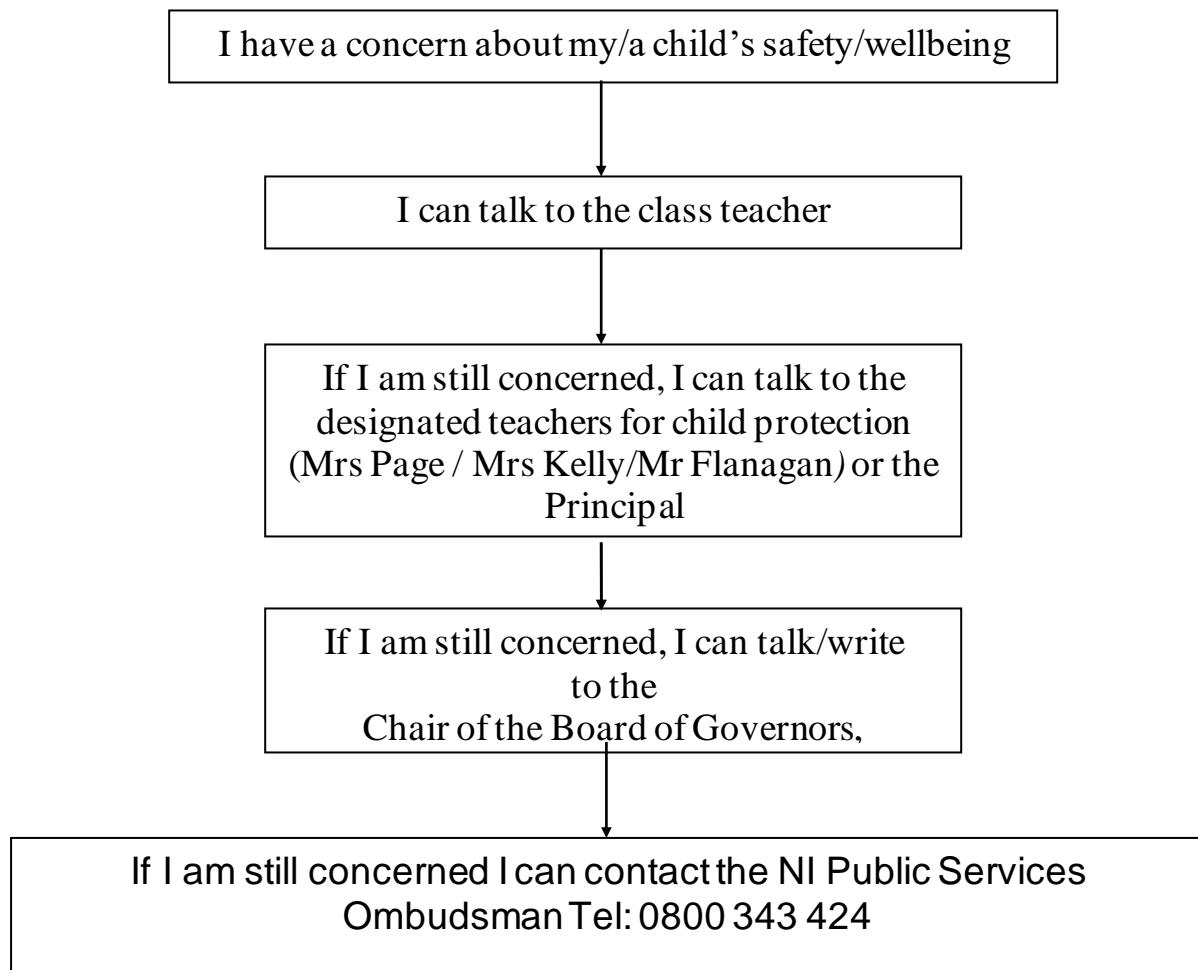 I have a concern about my/a child’s safety/wellbeing
I can talk to the class teacher
If I am still concerned, I can talk to the
designated teachers for child protection
(Mrs Page / Mrs Kelly/Mr Flanagan) or the
Principal
If I am still concerned, I can talk/write
to the
Chair of the Board of Governors,
If I am still concerned I can contact the NI Public Services
Ombudsman Tel: 0800 343 424